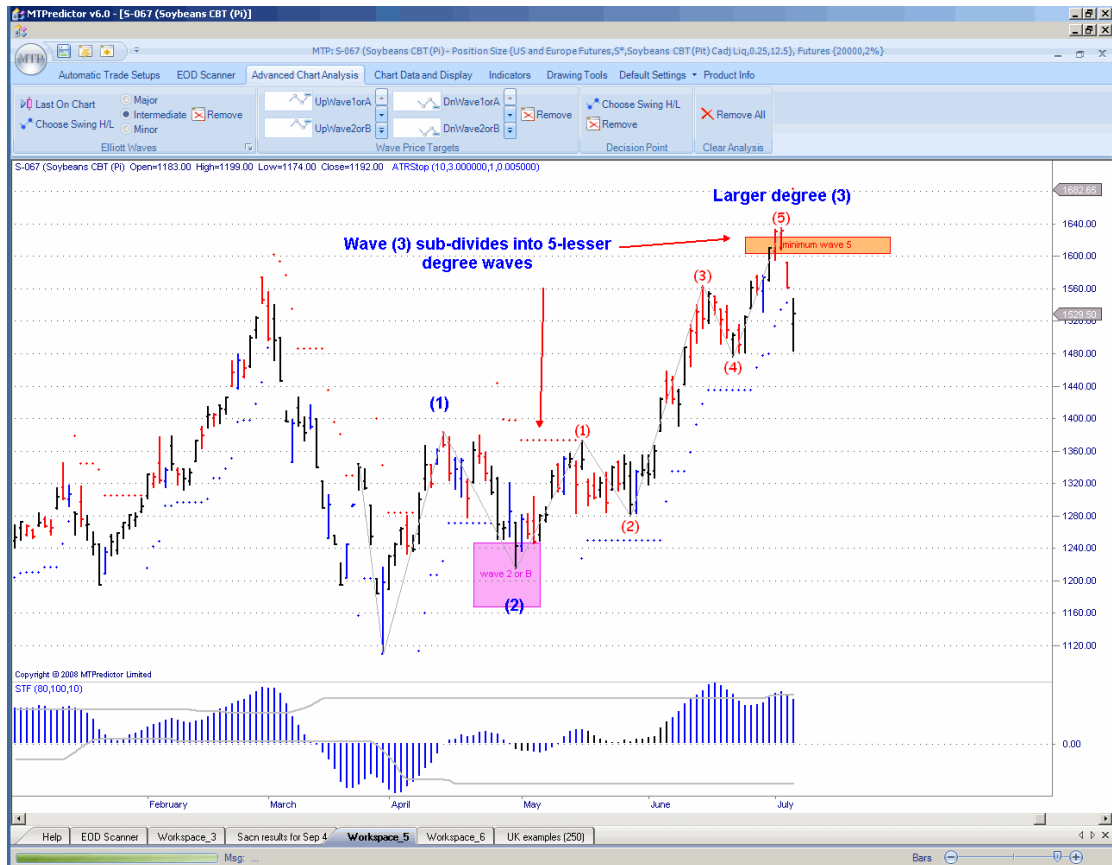 MTPredictor v6.0 - [S-067 (Soybeans CBT(Pi)]
MTP: S-067 (Soybeans CBT(Pi) - Position Size {US and Europe Futures,S*,Soybeans CBT(Pit) Cadj Liq,0.25,12.5}, Futures {20000,2%}
MTP
Automatic Trade Setups EOD Scanner Advanced Chart Analysis Chart Data and Display Indicators Drawing Tools Default Settings Product Info
Last On Chart Major UpWave1orA DnWave1orA Choose Swing H/L Remove All
Choose Swing H/L Intermediate Remove Remove Remove
Minor UpWave2orB DnWave2orB
Elliott Waves Wave Price Targets Decision Point Clear Analysis
S-067 (Soybeans CBT (Pi) Open=1183.00 High=1199.00 Low=1174.00 Close=1192.00 ATRStop (10,3.000000,1,0.005000)
Larger degree (3)
1682.65
(5)
1640.00
Wave (3) sub-divides into 5-lesser
degree waves
minimum wave 5
1600.00
(3)
1560.00
1529.50
1520.00
1480.00
(4)
1440.00
(1)
1400.00
(1)
1360.00
1320.00
1280.00
(2)
1240.00
wave 2 or B
1200.00
(2)
1160.00
1120.00
Copyright © 2008 MTPredictor Limited
STF (80,100,10)
0.00
February March April May June July
Help EOD Scanner Workspace_3 Sacn results for Sep 4 Workspace_5 Workspace_6 UK examples (250)
Msg: ... Bars